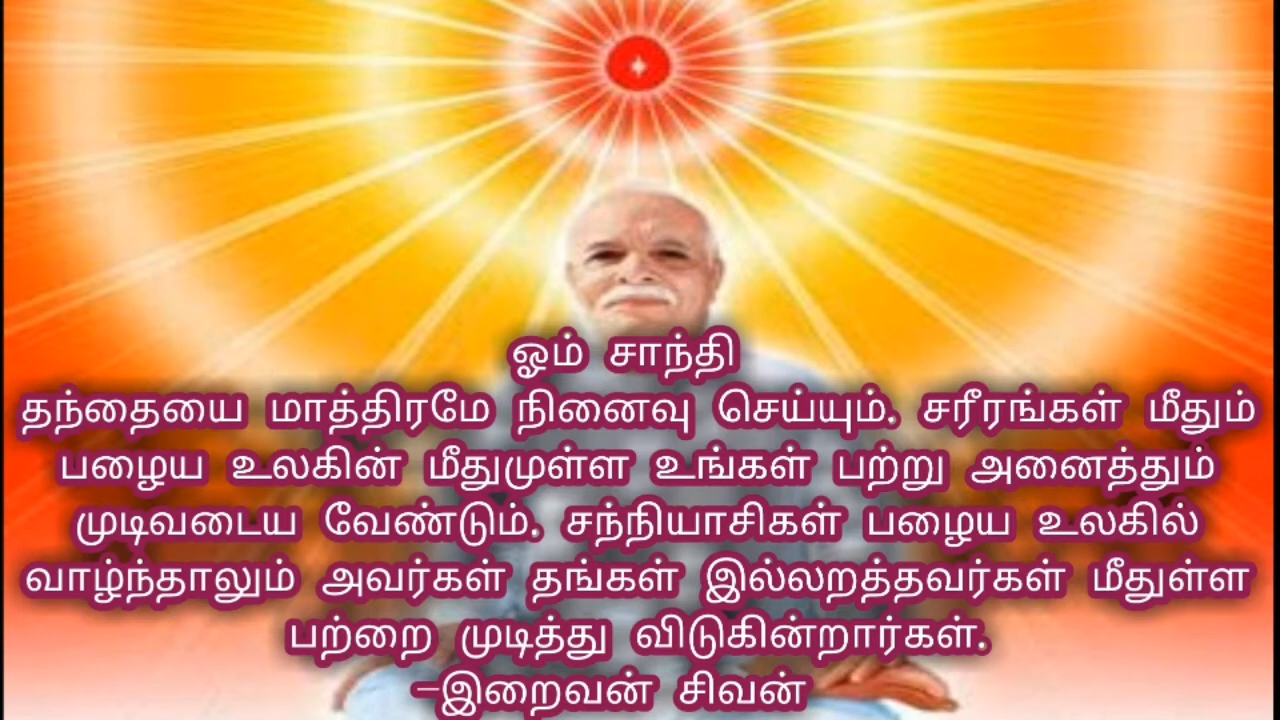 ஓம் சாந்தி
தந்தையை மாத்திரமே நினைவு செய்யும். சரீரங்கள் மீதும்
பழைய உலகின் மீதுமுள்ள உங்கள் பற்று அனைத்தும்
முடிவடைய வேண்டும். சந்நியாசிகள் பழைய உலகில்
வாழ்ந்தாலும் அவர்கள் தங்கள் இல்லறத்தவர்கள் மீதுள்ள
பற்றை முடித்து விடுகின்றார்கள்.
-இறைவன் சிவன்